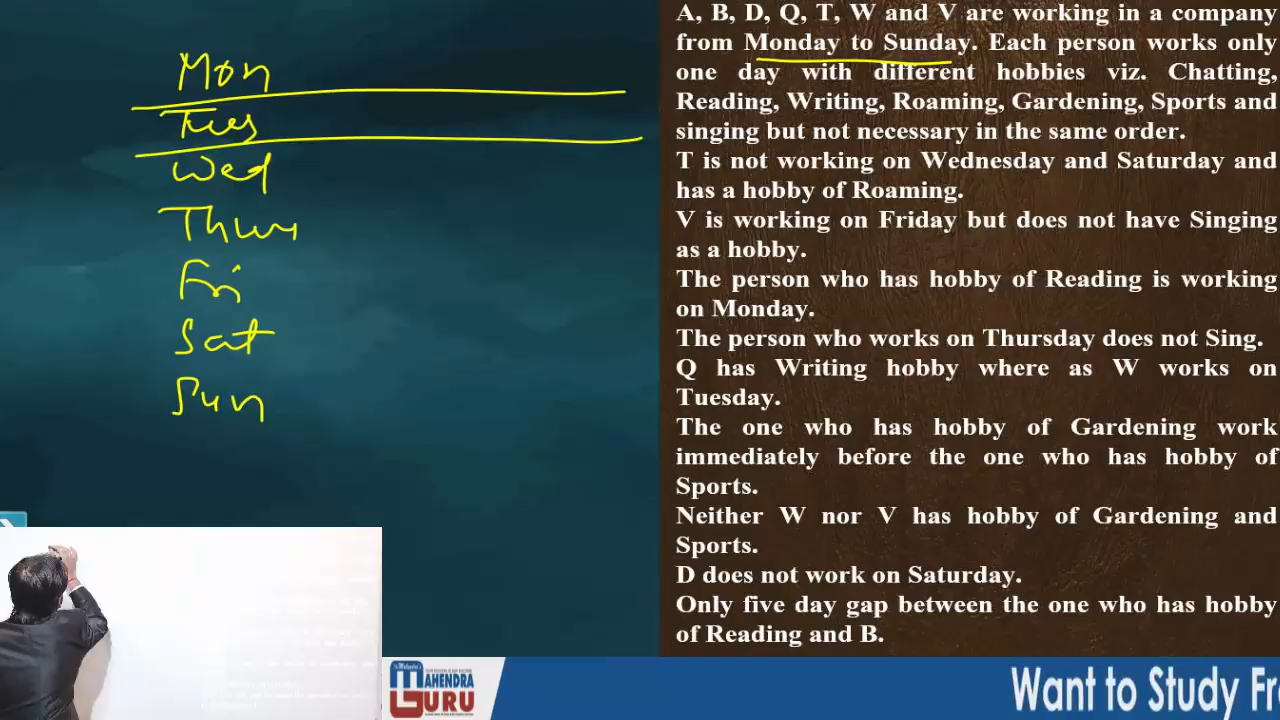 Mon
Tues
Wed
Thurs
Fri
Sat
Sun
A, B, D, Q, T, W and V are working in a company
from Monday to Sunday. Each person works only
one day with different hobbies viz. Chatting,
Reading, Writing, Roaming, Gardening, Sports and
singing but not necessary in the same order.
T is not working on Wednesday and Saturday and
has a hobby of Roaming.
V is working on Friday but does not have Singing
as a hobby.
The person who has hobby of Reading is working
on Monday.
The person who works on Thursday does not Sing.
Q has Writing hobby where as W works on
Tuesday.
The one who has hobby of Gardening work
immediately before the one who has hobby of
Sports.
Neither W nor V has hobby of Gardening and
Sports.
D does not work on Saturday.
Only five day gap between the one who has hobby
of Reading and B.
MAHENDRA
GURU
Want to Study Fr